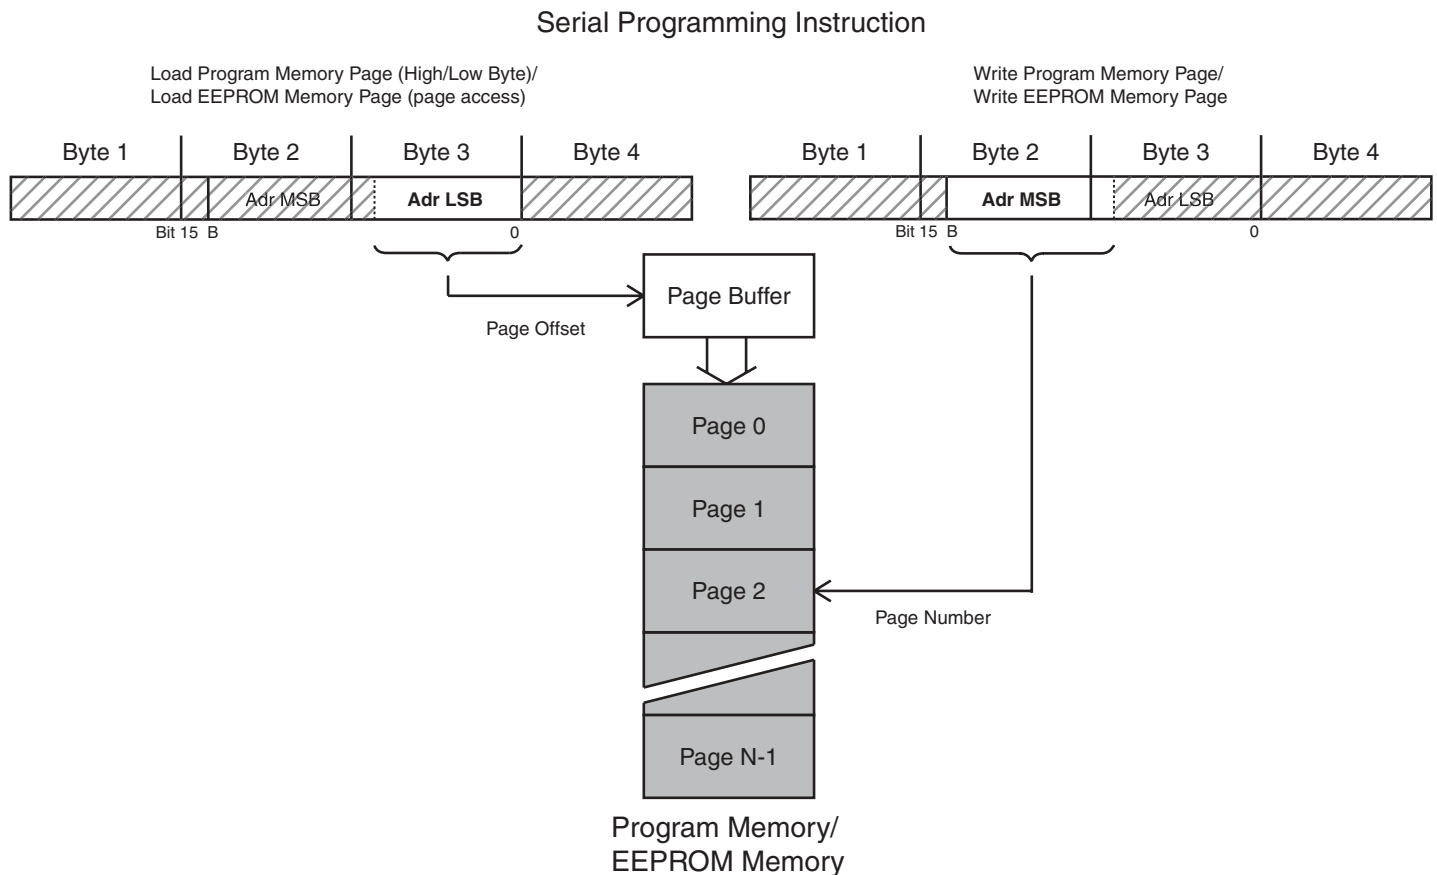 Serial Programming Instruction
Load Program Memory Page (High/Low Byte)/
Load EEPROM Memory Page (page access)
Write Program Memory Page/
Write EEPROM Memory Page
Byte 1 Byte 2 Byte 3 Byte 4
Byte 1 Byte 2 Byte 3 Byte 4
Adr MSB Adr LSB
Adr MSB Adr LSB
Bit 15 B 0
Bit 15 B 0
Page Buffer
Page Offset
Page 0
Page 1
Page 2
Page Number
Page N-1
Program Memory/
EEPROM Memory